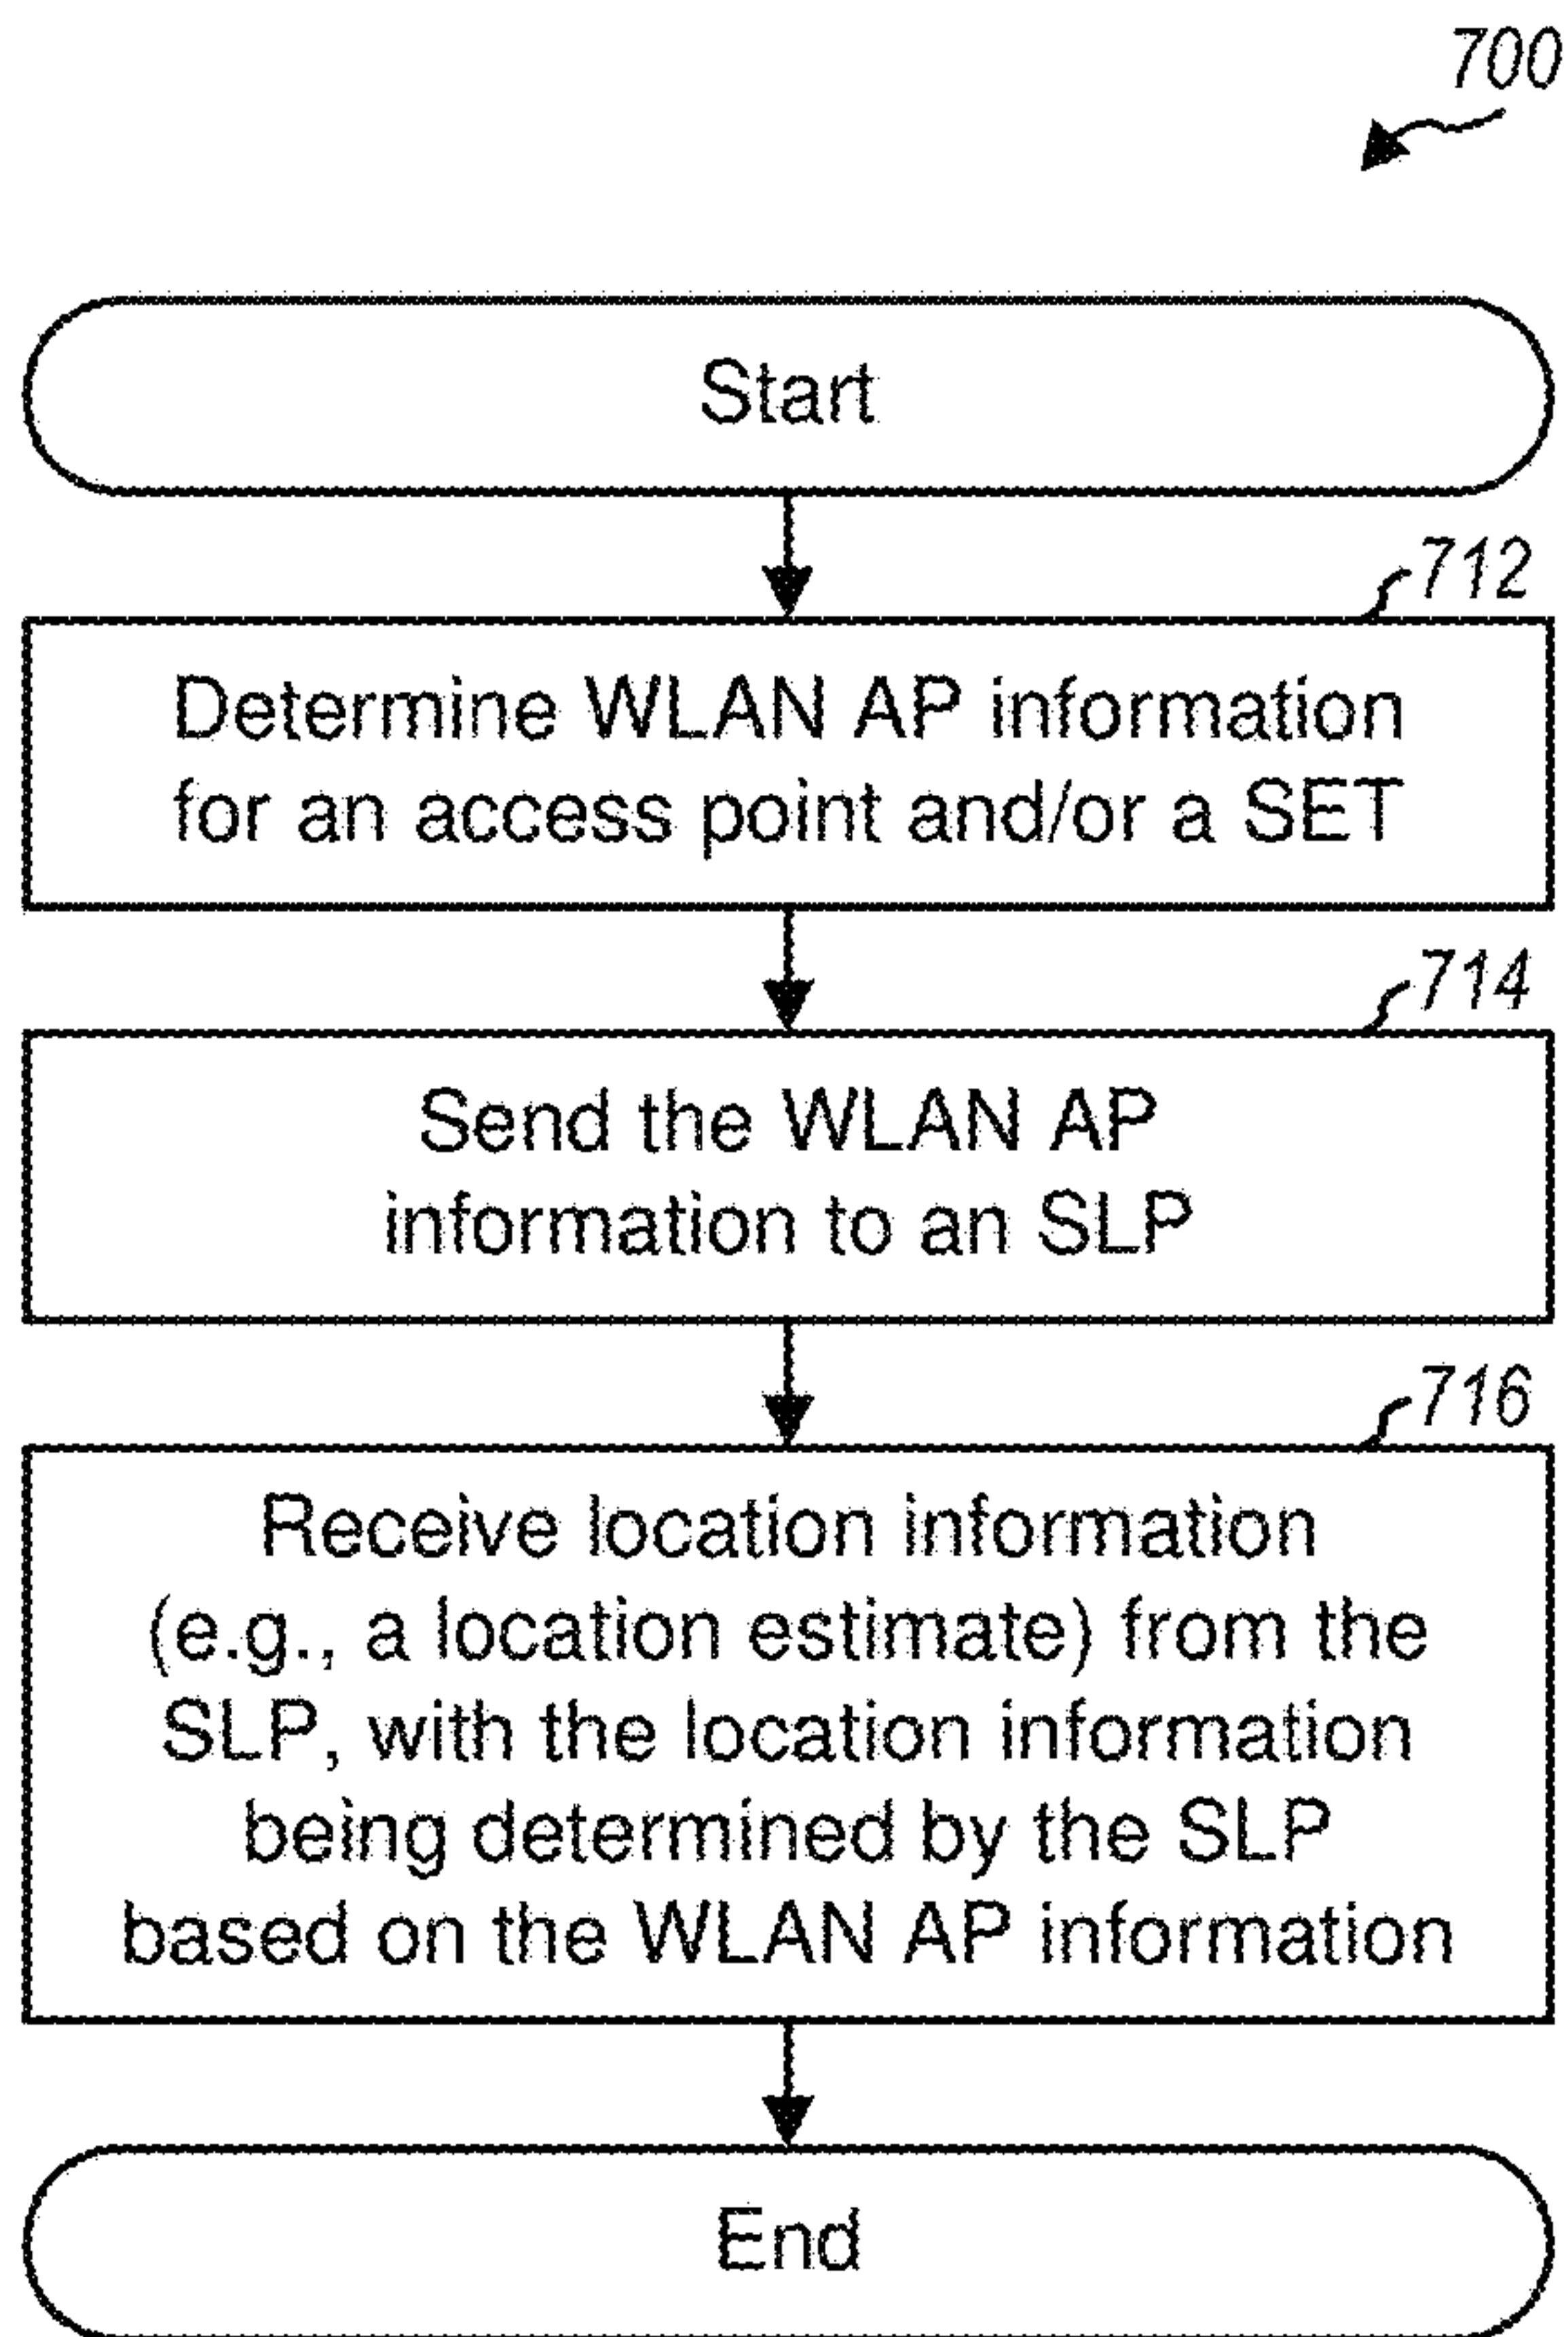 700
Start
712
Determine WLAN AP information
for an access point and/or a SET
714
Send the WLAN AP
information to an SLP
716
Receive location information
(e.g., a location estimate) from the
SLP, with the location information
being determined by the SLP
based on the WLAN AP information
End